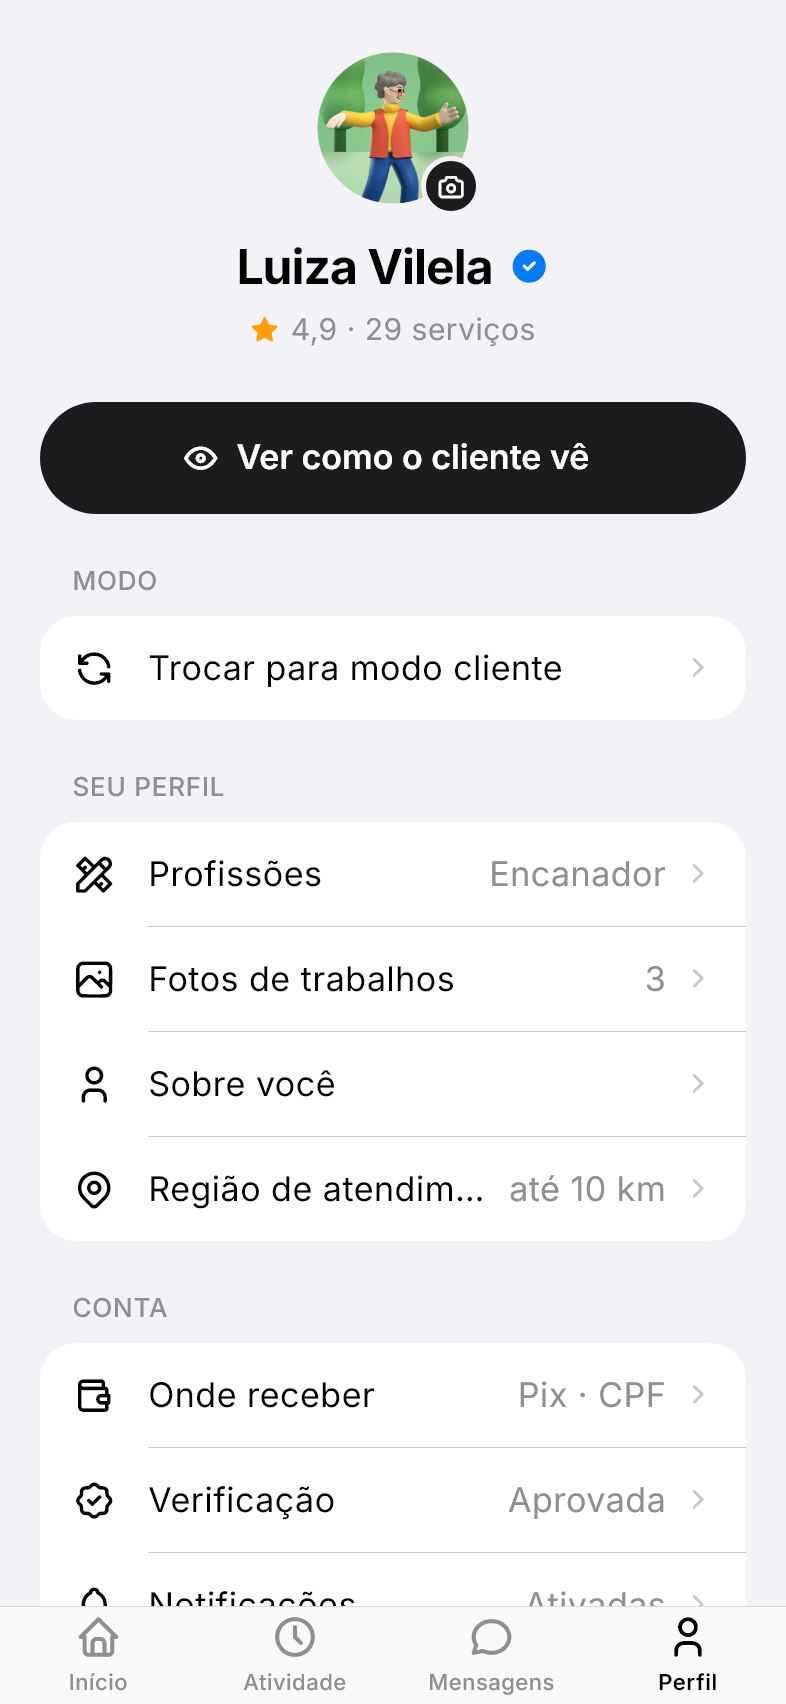 Luiza Vilela
4,9 · 29 serviços
Ver como o cliente vê
MODO
Trocar para modo cliente
SEU PERFIL
Profissões Encanador
Fotos de trabalhos 3
Sobre você
Região de atendim... até 10 km
CONTA
Onde receber Pix · CPF
Verificação Aprovada
Notificações Ativadas
Início Atividade Mensagens Perfil